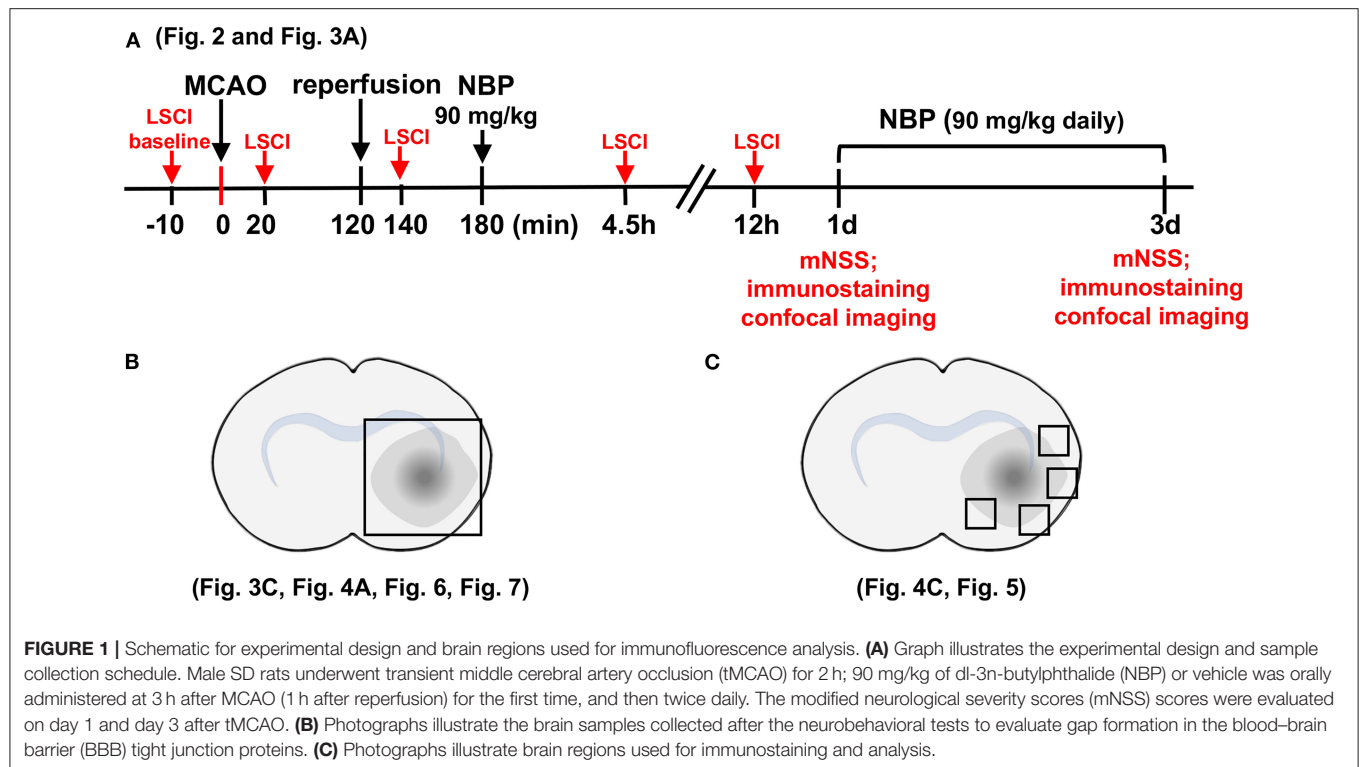 A (Fig. 2 and Fig. 3A)
MCAO reperfusion NBP
90 mg/kg
LSCI
baseline
LSCI
LSCI
LSCI
LSCI
NBP (90 mg/kg daily)
-10 0 20 120 140 180 (min) 4.5h 12h 1d 3d
mNSS;
immunostaining
confocal imaging
mNSS;
immunostaining
confocal imaging
B
(Fig. 3C, Fig. 4A, Fig. 6, Fig. 7)
C
(Fig. 4C, Fig. 5)
FIGURE 1 | Schematic for experimental design and brain regions used for immunofluorescence analysis. (A) Graph illustrates the experimental design and sample
collection schedule. Male SD rats underwent transient middle cerebral artery occlusion (tMCAO) for 2 h; 90 mg/kg of dl-3n-butylphthalide (NBP) or vehicle was orally
administered at 3 h after MCAO (1 h after reperfusion) for the first time, and then twice daily. The modified neurological severity scores (mNSS) scores were evaluated
on day 1 and day 3 after tMCAO. (B) Photographs illustrate the brain samples collected after the neurobehavioral tests to evaluate gap formation in the blood–brain
barrier (BBB) tight junction proteins. (C) Photographs illustrate brain regions used for immunostaining and analysis.